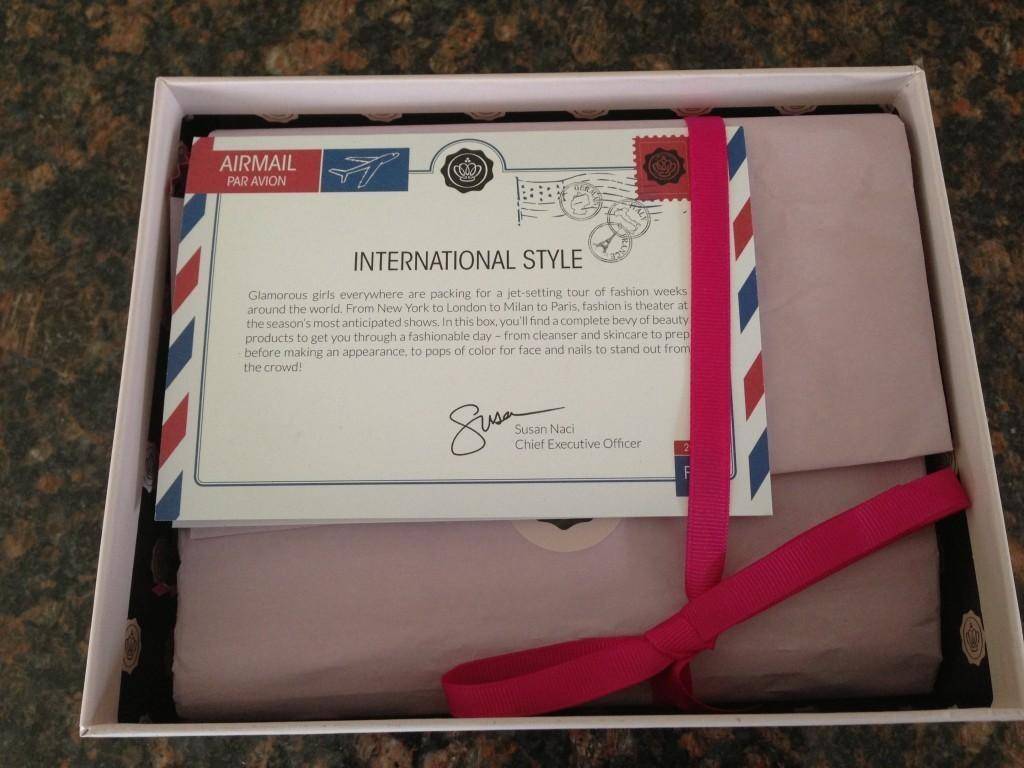 AIRMAIL
PAR AVION
INTERNATIONAL STYLE
Glamorous girls everywhere are packing for a jet-setting tour of fashion weeks
around the world. From New York to London to Milan to Paris, fashion is theater at
the season's most anticipated shows. In this box, you'll find a complete bevy of beauty
products to get you through a fashionable day – from cleanser and skincare to prep
before making an appearance, to pops of color for face and nails to stand out from
the crowd!
Susan
Susan Naci
Chief Executive Officer